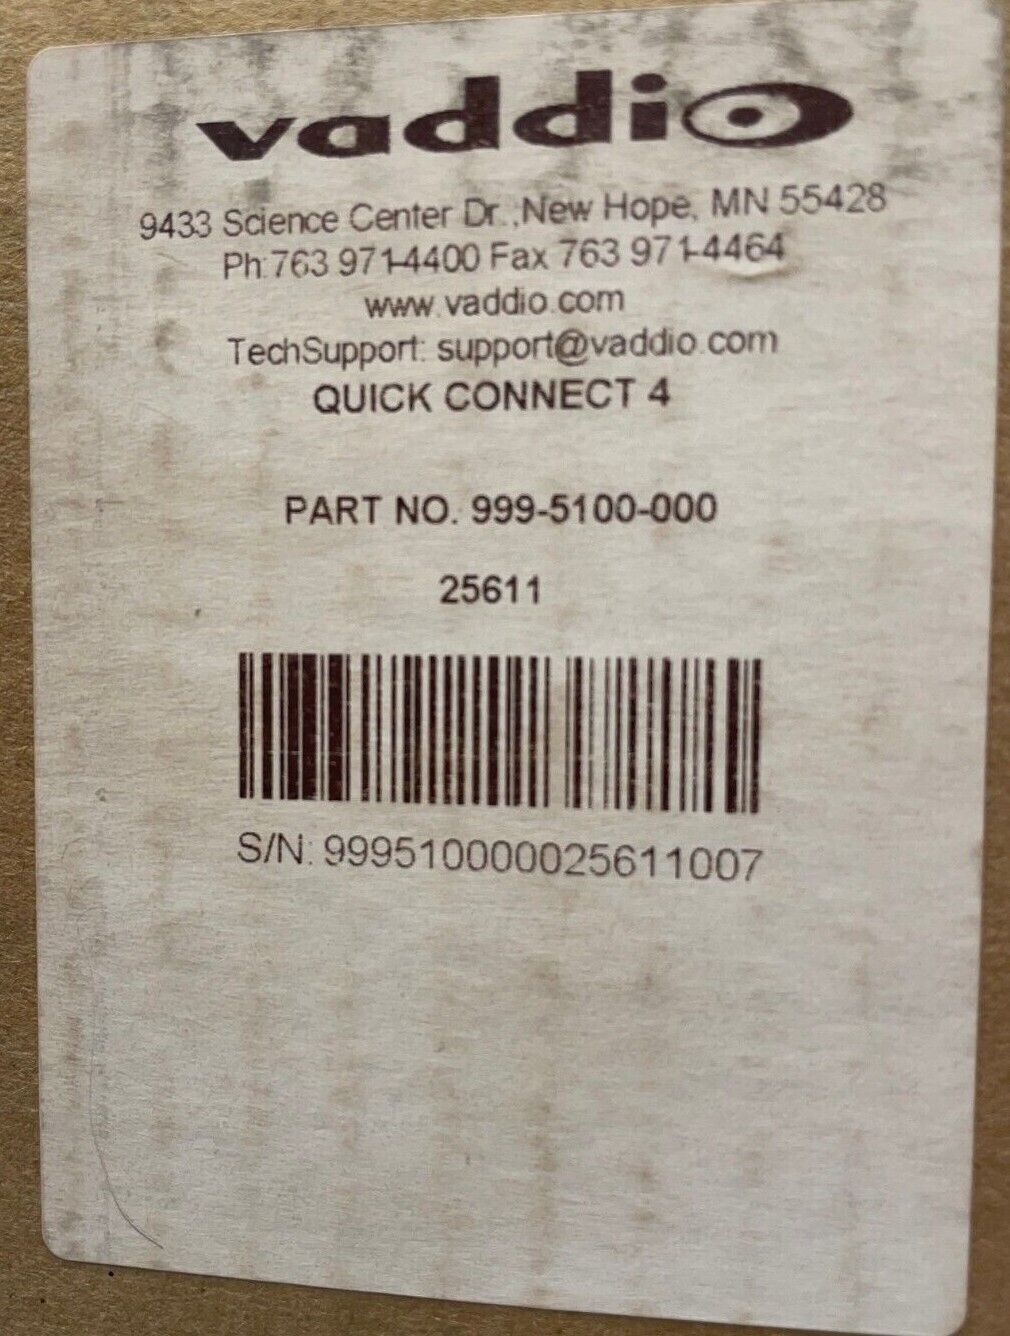 vaddio
9433 Science Center Dr.,New Hope, MN 55428
Ph:763 971-4400 Fax 763 971-4464
www.vaddio.com
TechSupport: support@vaddio.com
QUICK CONNECT 4
PART NO. 999-5100-000
25611
S/N: 999510000025611007